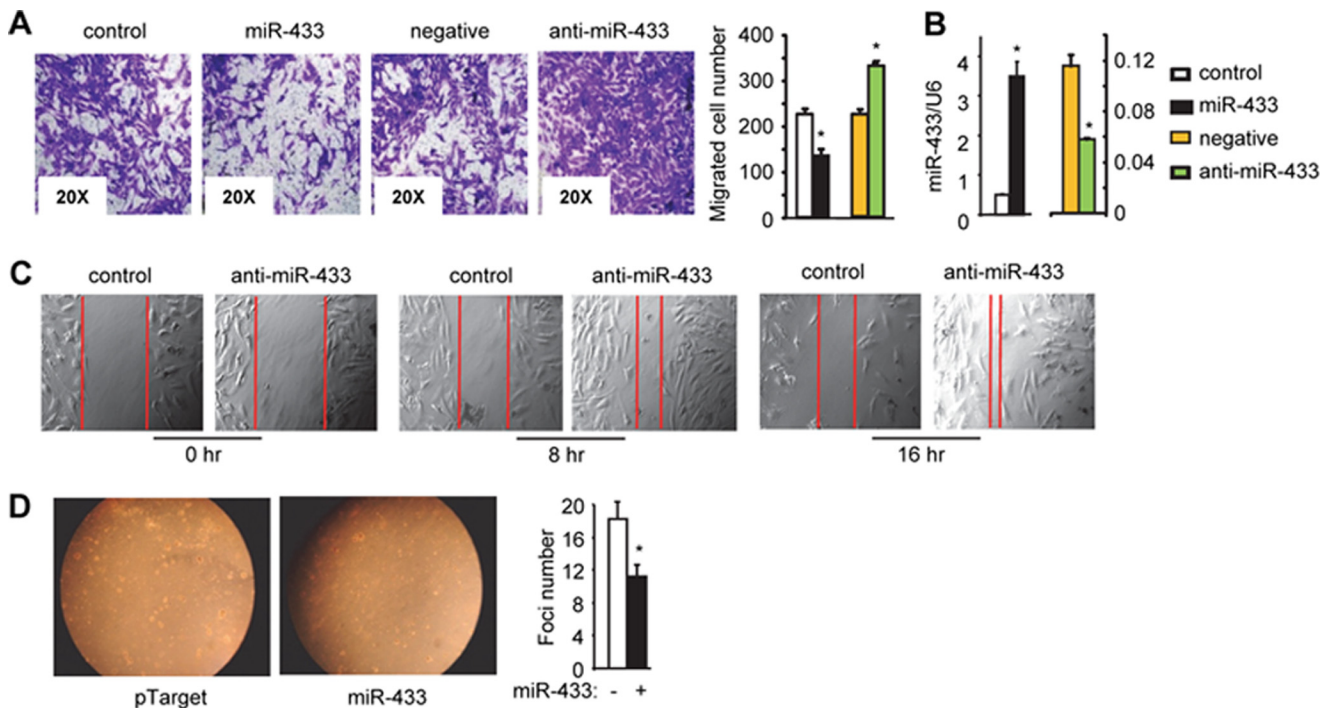 A
control miR-433 negative anti-miR-433
20X 20X 20X 20X
Migrated cell number
400
300
200
100
0
* *
B
miR-433/U6
4
3
2
1
0
* *
0.12
0.08
0.04
0
control
miR-433
negative
anti-miR-433
C
control anti-miR-433 control anti-miR-433 control anti-miR-433
0 hr 8 hr 16 hr
D
pTarget miR-433
Foci number
20
16
12
8
4
0
*
miR-433: - +